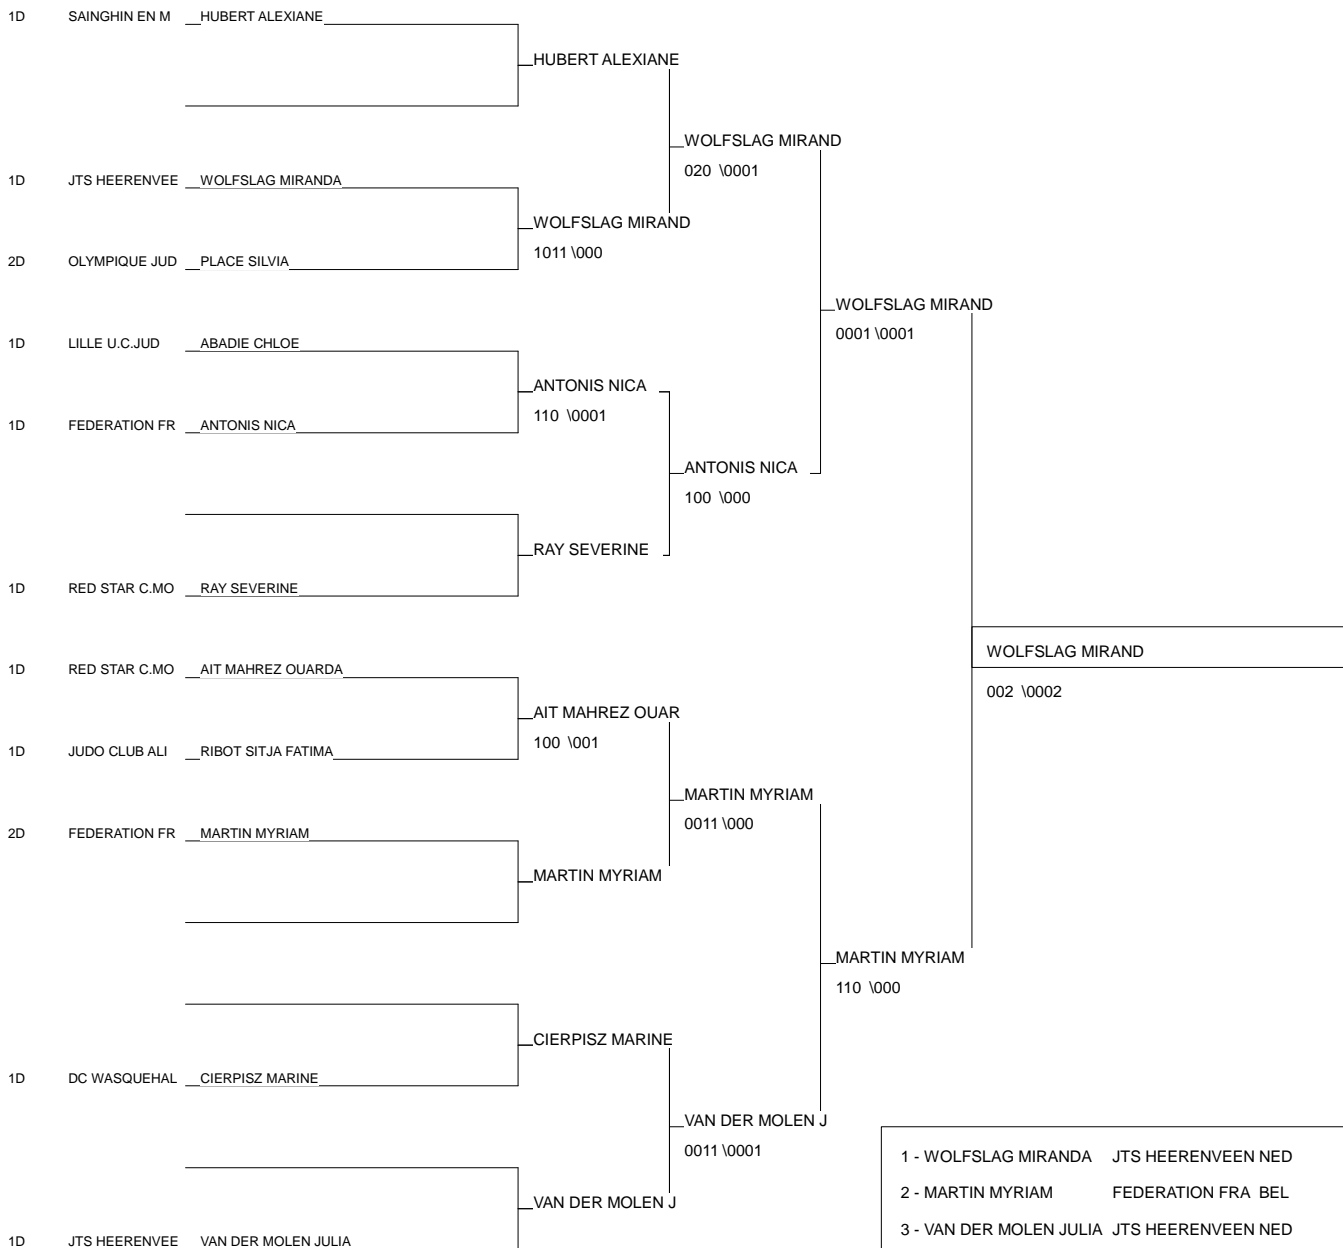 1D SAINGHIN EN M HUBERT ALEXIANE
HUBERT ALEXIANE
WOLFSLAG MIRAND
020 \0001
1D JTS HEERENVEE WOLFSLAG MIRANDA
WOLFSLAG MIRAND
1011 \000
2D OLYMPIQUE JUD PLACE SILVIA
WOLFSLAG MIRAND
0001 \0001
1D LILLE U.C.JUD ABADIE CHLOE
ANTONIS NICA
110 \0001
1D FEDERATION FR ANTONIS NICA
ANTONIS NICA
100 \000
RAY SEVERINE
1D RED STAR C.MO RAY SEVERINE
WOLFSLAG MIRAND
002 \0002
1D RED STAR C.MO AIT MAHREZ OUARDA
AIT MAHREZ OUAR
100 \001
1D JUDO CLUB ALI RIBOT SITJA FATIMA
MARTIN MYRIAM
0011 \000
2D FEDERATION FR MARTIN MYRIAM
MARTIN MYRIAM
MARTIN MYRIAM
110 \000
CIERPISZ MARINE
1D DC WASQUEHAL CIERPISZ MARINE
VAN DER MOLEN J
0011 \0001
VAN DER MOLEN J
1D JTS HEERENVEE VAN DER MOLEN JULIA
1 - WOLFSLAG MIRANDA JTS HEERENVEEN NED
2 - MARTIN MYRIAM FEDERATION FRA BEL
3 - VAN DER MOLEN JULIA JTS HEERENVEEN NED